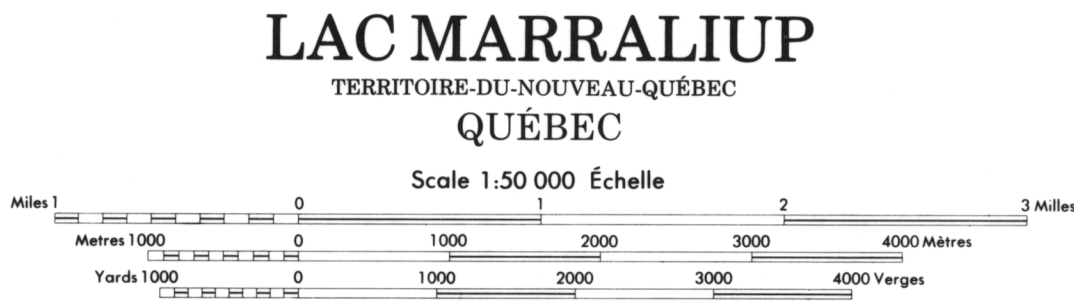 LAC MARRALIUP
TERRITOIRE-DU-NOUVEAU-QUÉBEC
QUÉBEC
Scale 1:50 000 Échelle
Miles 1 0 1 2 3 Milles
Metres 1000 0 1000 2000 3000 4000 Mètres
Yards 1000 0 1000 2000 3000 4000 Verges